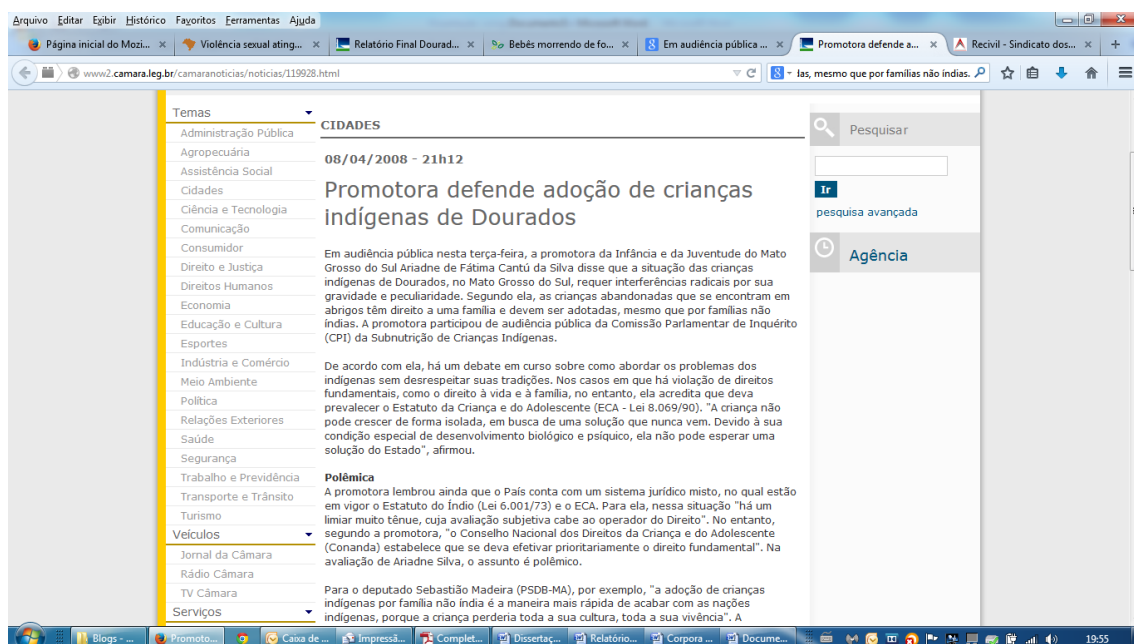 Arquivo Editar Exibir Histórico Favoritos Ferramentas Ajuda
Página inicial do Mozi... Violência sexual ating... Relatório Final Dourad... Bebês morrendo de fo... Em audiência pública ... Promotora defende a... Recivil - Sindicato dos...
www2.camara.leg.br/camaranoticias/noticias/119928.html
las, mesmo que por famílias não índias.
Temas
Administração Pública
Agropecuária
Assistência Social
Cidades
Ciência e Tecnologia
Comunicação
Consumidor
Direito e Justiça
Direitos Humanos
Economia
Educação e Cultura
Esportes
Indústria e Comércio
Meio Ambiente
Política
Relações Exteriores
Saúde
Segurança
Trabalho e Previdência
Transporte e Trânsito
Turismo
Veículos
Jornal da Câmara
Rádio Câmara
TV Câmara
Serviços
CIDADES
08/04/2008 - 21h12
Promotora defende adoção de crianças
indígenas de Dourados
Em audiência pública nesta terça-feira, a promotora da Infância e da Juventude do Mato
Grosso do Sul Ariadne de Fátima Cantú da Silva disse que a situação das crianças
indígenas de Dourados, no Mato Grosso do Sul, requer interferências radicais por sua
gravidade e peculiaridade. Segundo ela, as crianças abandonadas que se encontram em
abrigos têm direito a uma família e devem ser adotadas, mesmo que por famílias não
índias. A promotora participou de audiência pública da Comissão Parlamentar de Inquérito
(CPI) da Subnutrição de Crianças Indígenas.
De acordo com ela, há um debate em curso sobre como abordar os problemas dos
indígenas sem desrespeitar suas tradições. Nos casos em que há violação de direitos
fundamentais, como o direito à vida e à família, no entanto, ela acredita que deva
prevalecer o Estatuto da Criança e do Adolescente (ECA - Lei 8.069/90). "A criança não
pode crescer de forma isolada, em busca de uma solução que nunca vem. Devido à sua
condição especial de desenvolvimento biológico e psíquico, ela não pode esperar uma
solução do Estado", afirmou.
Polêmica
A promotora lembrou ainda que o País conta com um sistema jurídico misto, no qual estão
em vigor o Estatuto do Índio (Lei 6.001/73) e o ECA. Para ela, nessa situação "há um
limiar muito tênue, cuja avaliação subjetiva cabe ao operador do Direito". No entanto,
segundo a promotora, "o Conselho Nacional dos Direitos da Criança e do Adolescente
(Conanda) estabelece que se deva efetivar prioritariamente o direito fundamental". Na
avaliação de Ariadne Silva, o assunto é polêmico.
Para o deputado Sebastião Madeira (PSDB-MA), por exemplo, "a adoção de crianças
indígenas por família não índia é a maneira mais rápida de acabar com as nações
indígenas, porque a criança perderia toda a sua cultura, toda a sua vivência". A
Pesquisar
Ir
pesquisa avançada
Agência
Blogs - ... Promoto... Caixa de ... Impressã... Complet... Dissertaç... Relatório... Corpora ... Docume... 19:55